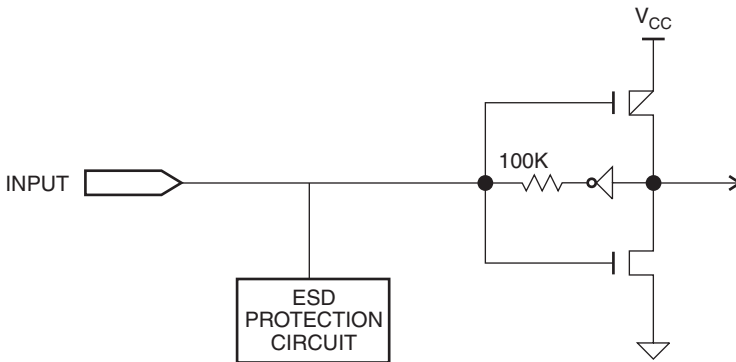 V_CC
100K
INPUT
ESD
PROTECTION
CIRCUIT